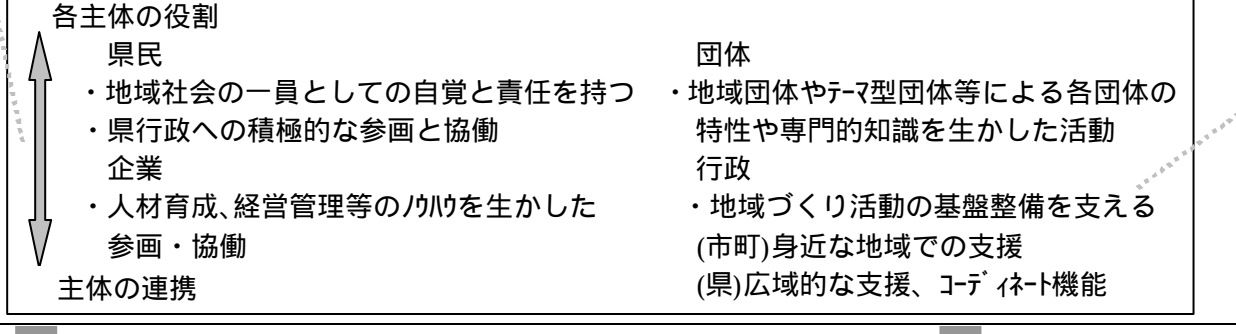 各主体の役割
県民
・地域社会の一員としての自覚と責任を持つ
・県行政への積極的な参画と協働
企業
・人材育成、経営管理等のﾉｳﾊｳを生かした
参画・協働
団体
・地域団体やﾃｰﾏ型団体等による各団体の
特性や専門的知識を生かした活動
行政
・地域づくり活動の基盤整備を支える
(市町)身近な地域での支援
(県)広域的な支援、ｺｰﾃﾞｨﾈｰﾄ機能
主体の連携